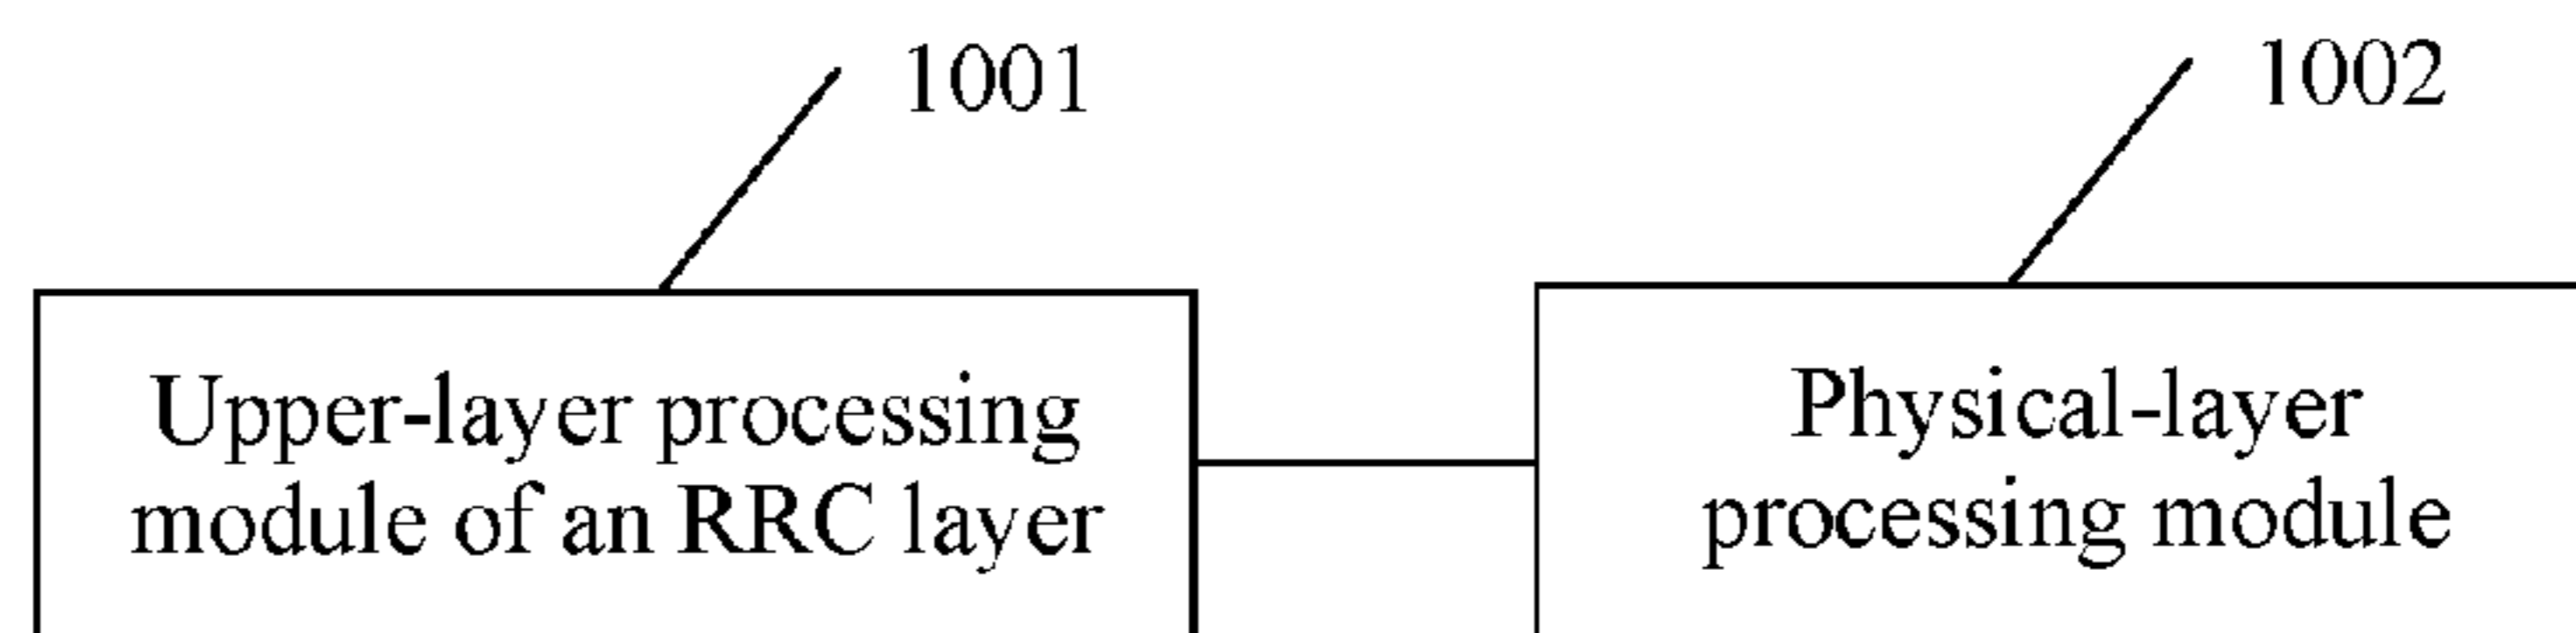 1001
1002
Upper-layer processing
module of an RRC layer
Physical-layer
processing module